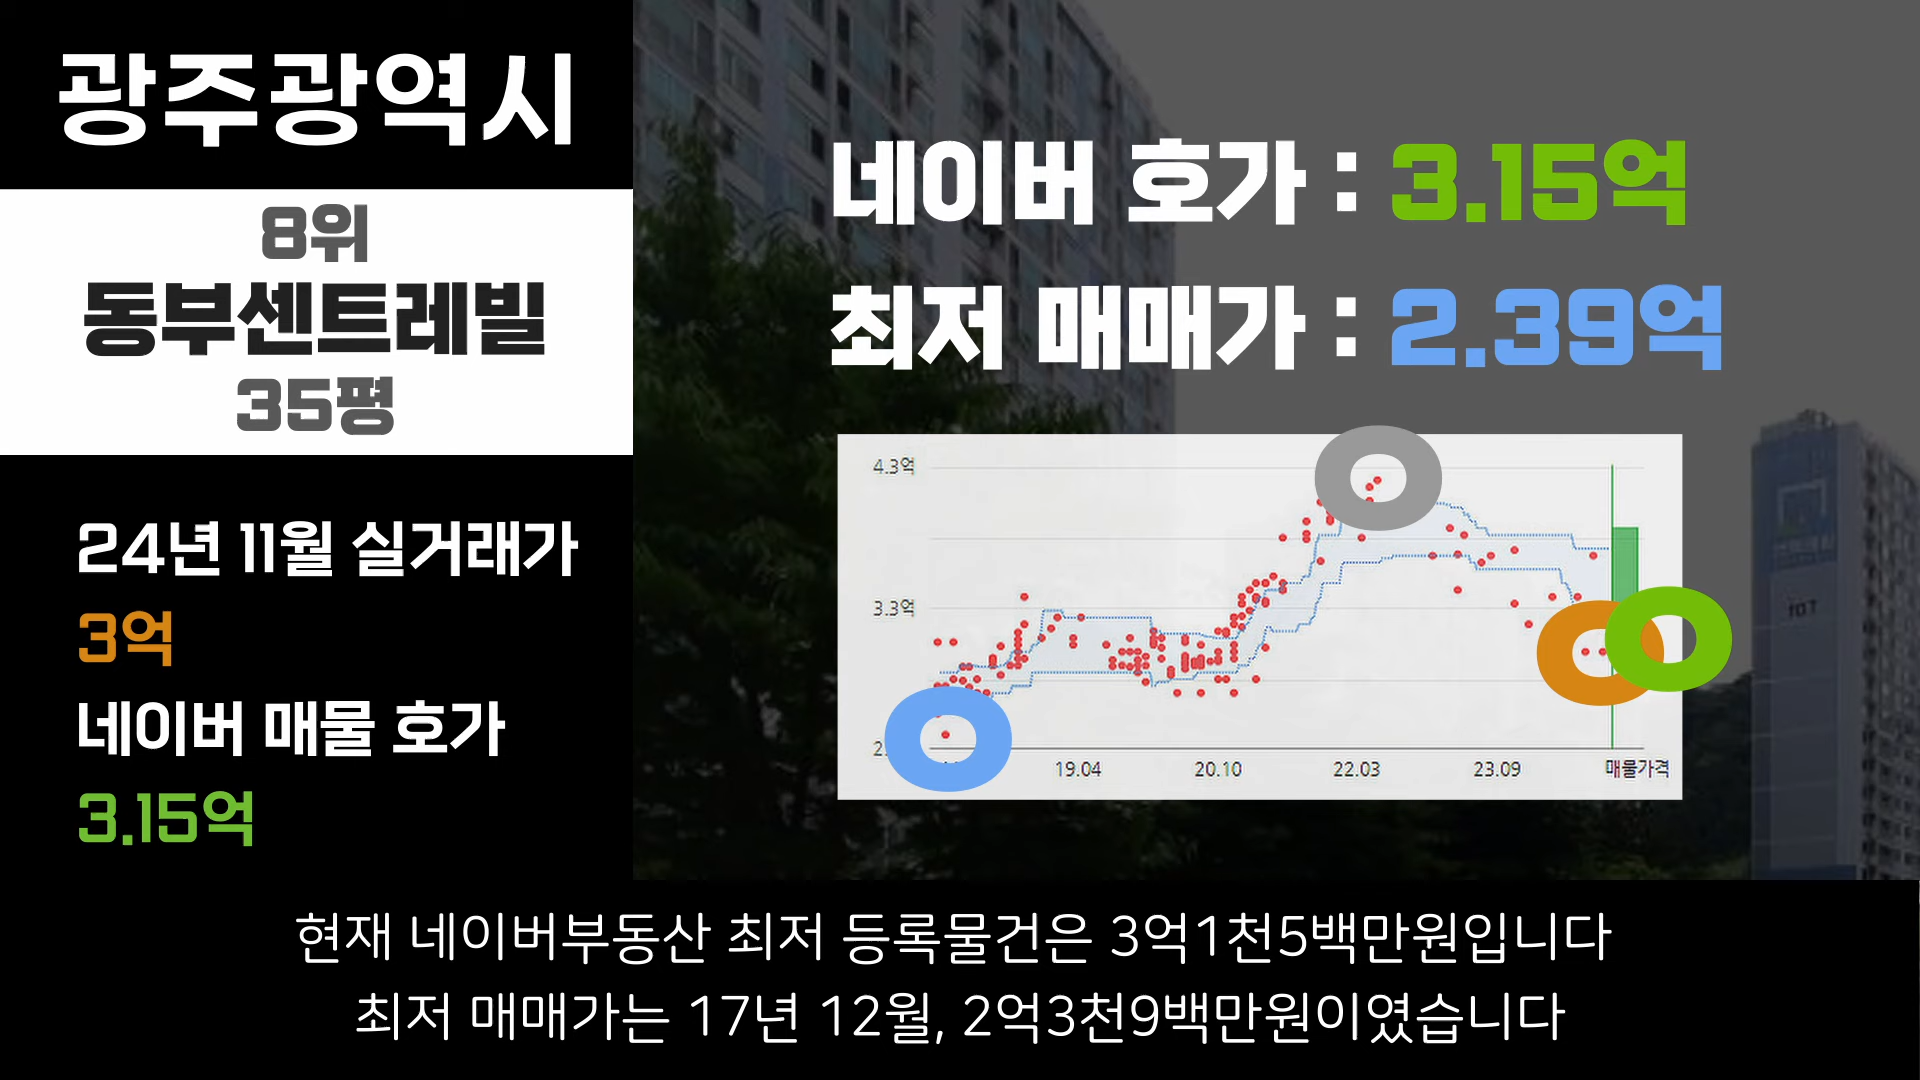 광주광역시
8위
동부센트레빌
35평
24년 11월 실거래가
3억
네이버 매물 호가
3.15억
네이버 호가 : 3.15억
최저 매매가 : 2.39억
4.3억
3.3억
19.04
20.10
22.03
23.09
매물가격
현재 네이버부동산 최저 등록물건은 3억1천5백만원입니다
최저 매매가는 17년 12월, 2억3천9백만원이였습니다